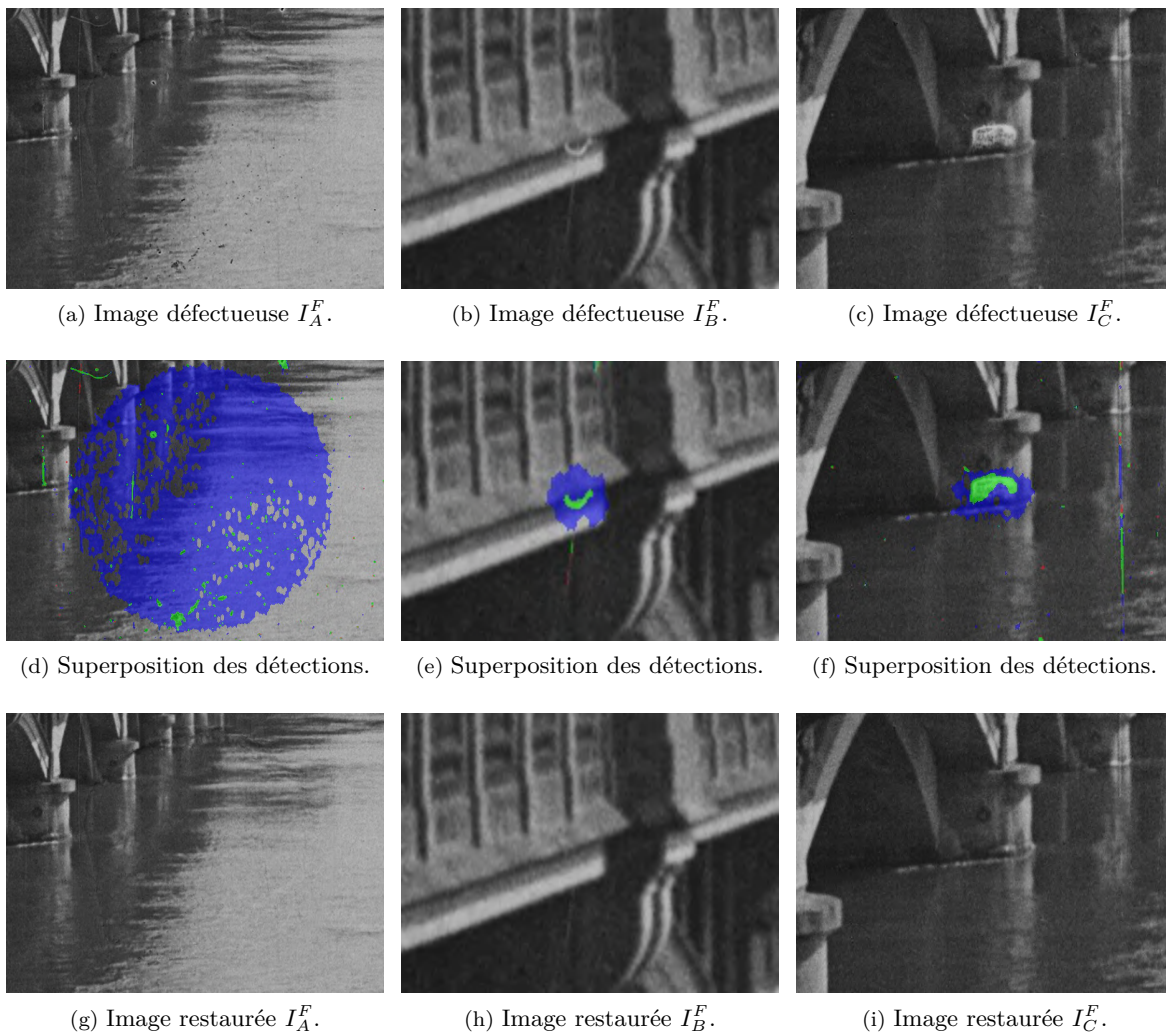 (a) Image défectueuse $I_A^F$.
(b) Image défectueuse $I_B^F$.
(c) Image défectueuse $I_C^F$.
(d) Superposition des détections.
(e) Superposition des détections.
(f) Superposition des détections.
(g) Image restaurée $I_A^F$.
(h) Image restaurée $I_B^F$.
(i) Image restaurée $I_C^F$.